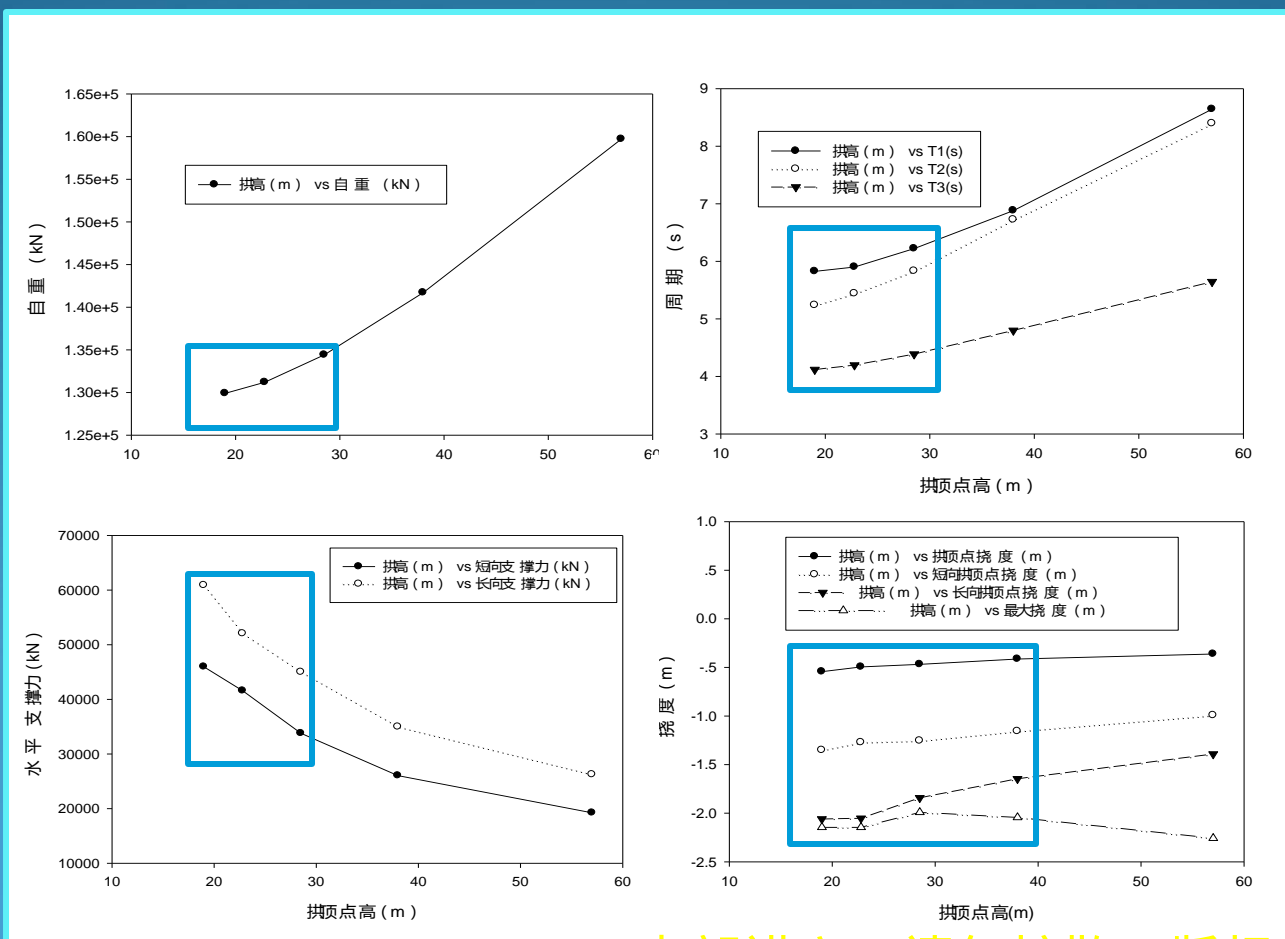 1.65e+5
1.60e+5
1.55e+5
1.50e+5
1.45e+5
1.40e+5
1.35e+5
1.30e+5
1.25e+5
自重 (kN)
拱高(m) vs 自重 (kN)
10 20 30 40 50
9
8
7
6
5
4
3
周期 (s)
拱高(m) vs T1(s)
拱高(m) vs T2(s)
拱高(m) vs T3(s)
10 20 30 40 50 60
拱顶点高(m)
70000
60000
50000
40000
30000
20000
10000
水平支撑力(kN)
拱高(m) vs 短向支撑力(kN)
拱高(m) vs 长向支撑力(kN)
10 20 30 40 50 60
拱顶点高(m)
1.0
.5
0.0
-.5
-1.0
-1.5
-2.0
-2.5
挠度(m)
拱高(m) vs 拱顶点挠度(m)
拱高(m) vs 短向拱顶点挠度(m)
拱高(m) vs 长向拱顶点挠度(m)
拱高(m) vs 最大挠度(m)
10 20 30 40 50 60
拱顶点高(m)